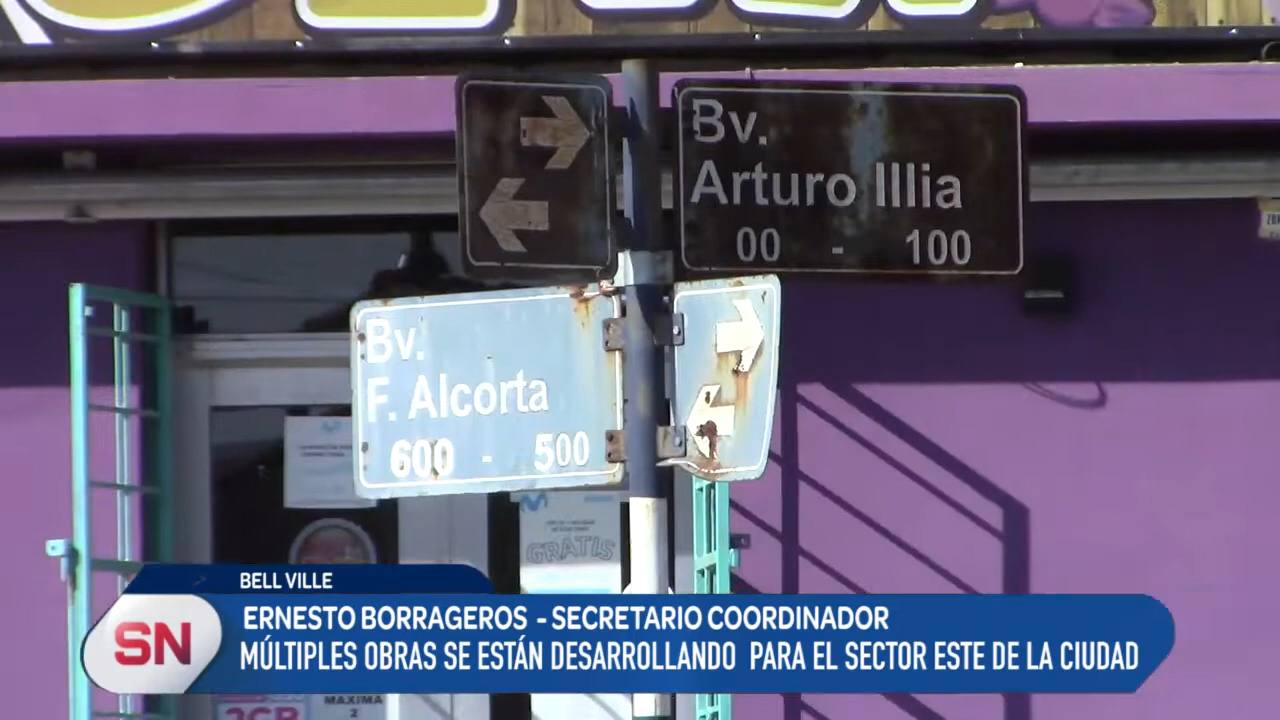 Bv.
Arturo Illia
00 - 100
Bv.
F. Alcorta
600 - 500
GRATIS
BELL VILLE
SN
ERNESTO BORRAGEROS - SECRETARIO COORDINADOR
MÚLTIPLES OBRAS SE ESTÁN DESARROLLANDO PARA EL SECTOR ESTE DE LA CIUDAD
MAXIMA
2